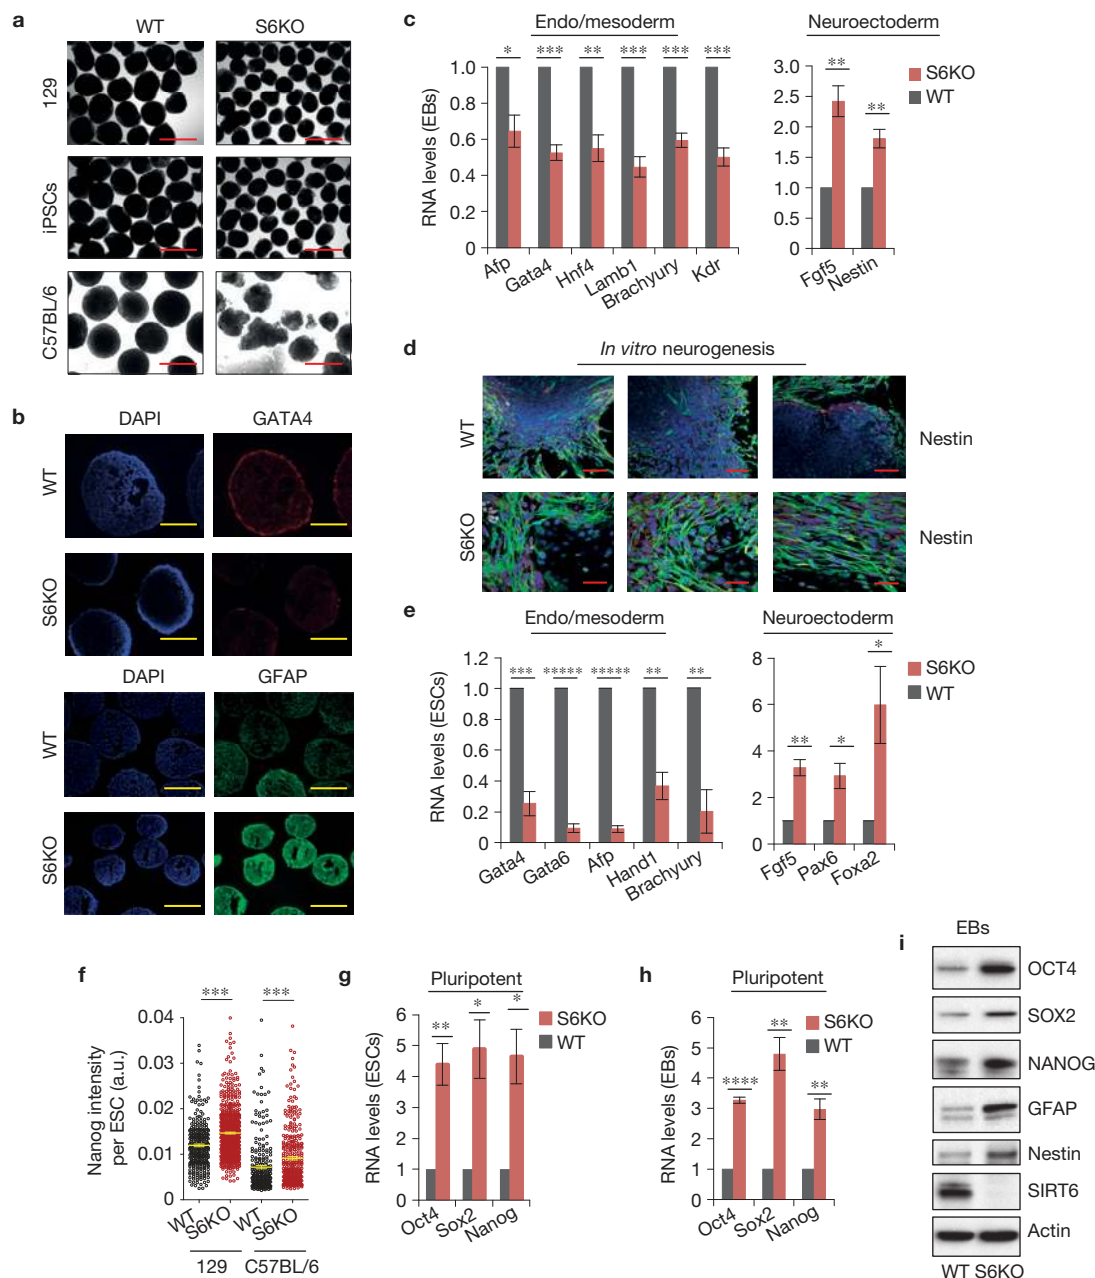 a
WT
S6KO
129
iPSCs
C57BL/6
b
DAPI
GATA4
WT
S6KO
DAPI
GFAP
WT
S6KO
c
Endo/mesoderm
* *** ** *** *** ***
RNA levels (EBs)
1.0
0.8
0.6
0.4
0.2
0
Afp
Gata4
Hnf4
Lamb1
Brachyury
Kdr
Neuroectoderm
** **
3.0
2.5
2.0
1.5
1.0
0.5
0
Fgf5
Nestin
S6KO
WT
d
In vitro neurogenesis
WT
Nestin
S6KO
Nestin
e
Endo/mesoderm
*** ***** ***** ** **
RNA levels (ESCs)
1.2
1.0
0.8
0.6
0.4
0.2
0
Gata4
Gata6
Afp
Hand1
Brachyury
Neuroectoderm
** * *
8
6
4
2
0
Fgf5
Pax6
Foxa2
S6KO
WT
f
*** ***
Nanog intensity
per ESC (a.u.)
0.04
0.03
0.02
0.01
0
WT
S6KO
WT
S6KO
129
C57BL/6
g
Pluripotent
** * *
RNA levels (ESCs)
6
5
4
3
2
1
0
Oct4
Sox2
Nanog
S6KO
WT
h
Pluripotent
**** ** **
RNA levels (EBs)
6
5
4
3
2
1
0
Oct4
Sox2
Nanog
S6KO
WT
i
EBs
OCT4
SOX2
NANOG
GFAP
Nestin
SIRT6
Actin
WT S6KO